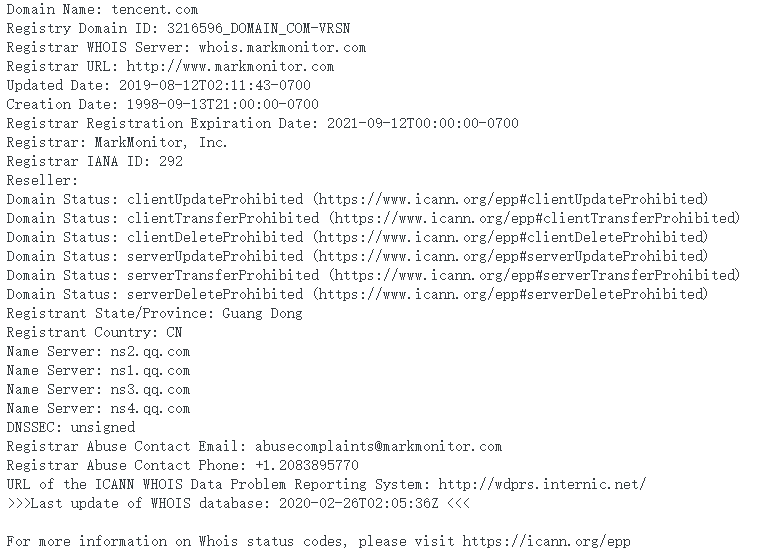 Domain Name: tencent.com
Registry Domain ID: 3216596_DOMAIN_COM-VRSN
Registrar WHOIS Server: whois.markmonitor.com
Registrar URL: http://www.markmonitor.com
Updated Date: 2019-08-12T02:11:43-0700
Creation Date: 1998-09-13T21:00:00-0700
Registrar Registration Expiration Date: 2021-09-12T00:00:00-0700
Registrar: MarkMonitor, Inc.
Registrar IANA ID: 292
Reseller:
Domain Status: clientUpdateProhibited (https://www.icann.org/epp#clientUpdateProhibited)
Domain Status: clientTransferProhibited (https://www.icann.org/epp#clientTransferProhibited)
Domain Status: clientDeleteProhibited (https://www.icann.org/epp#clientDeleteProhibited)
Domain Status: serverUpdateProhibited (https://www.icann.org/epp#serverUpdateProhibited)
Domain Status: serverTransferProhibited (https://www.icann.org/epp#serverTransferProhibited)
Domain Status: serverDeleteProhibited (https://www.icann.org/epp#serverDeleteProhibited)
Registrant State/Province: Guang Dong
Registrant Country: CN
Name Server: ns2.qq.com
Name Server: ns1.qq.com
Name Server: ns3.qq.com
Name Server: ns4.qq.com
DNSSEC: unsigned
Registrar Abuse Contact Email: abusecomplaints@markmonitor.com
Registrar Abuse Contact Phone: +1.2083895770
URL of the ICANN WHOIS Data Problem Reporting System: http://wdprs.internic.net/
>>>Last update of WHOIS database: 2020-02-26T02:05:36Z <<<
For more information on Whois status codes, please visit https://icann.org/epp